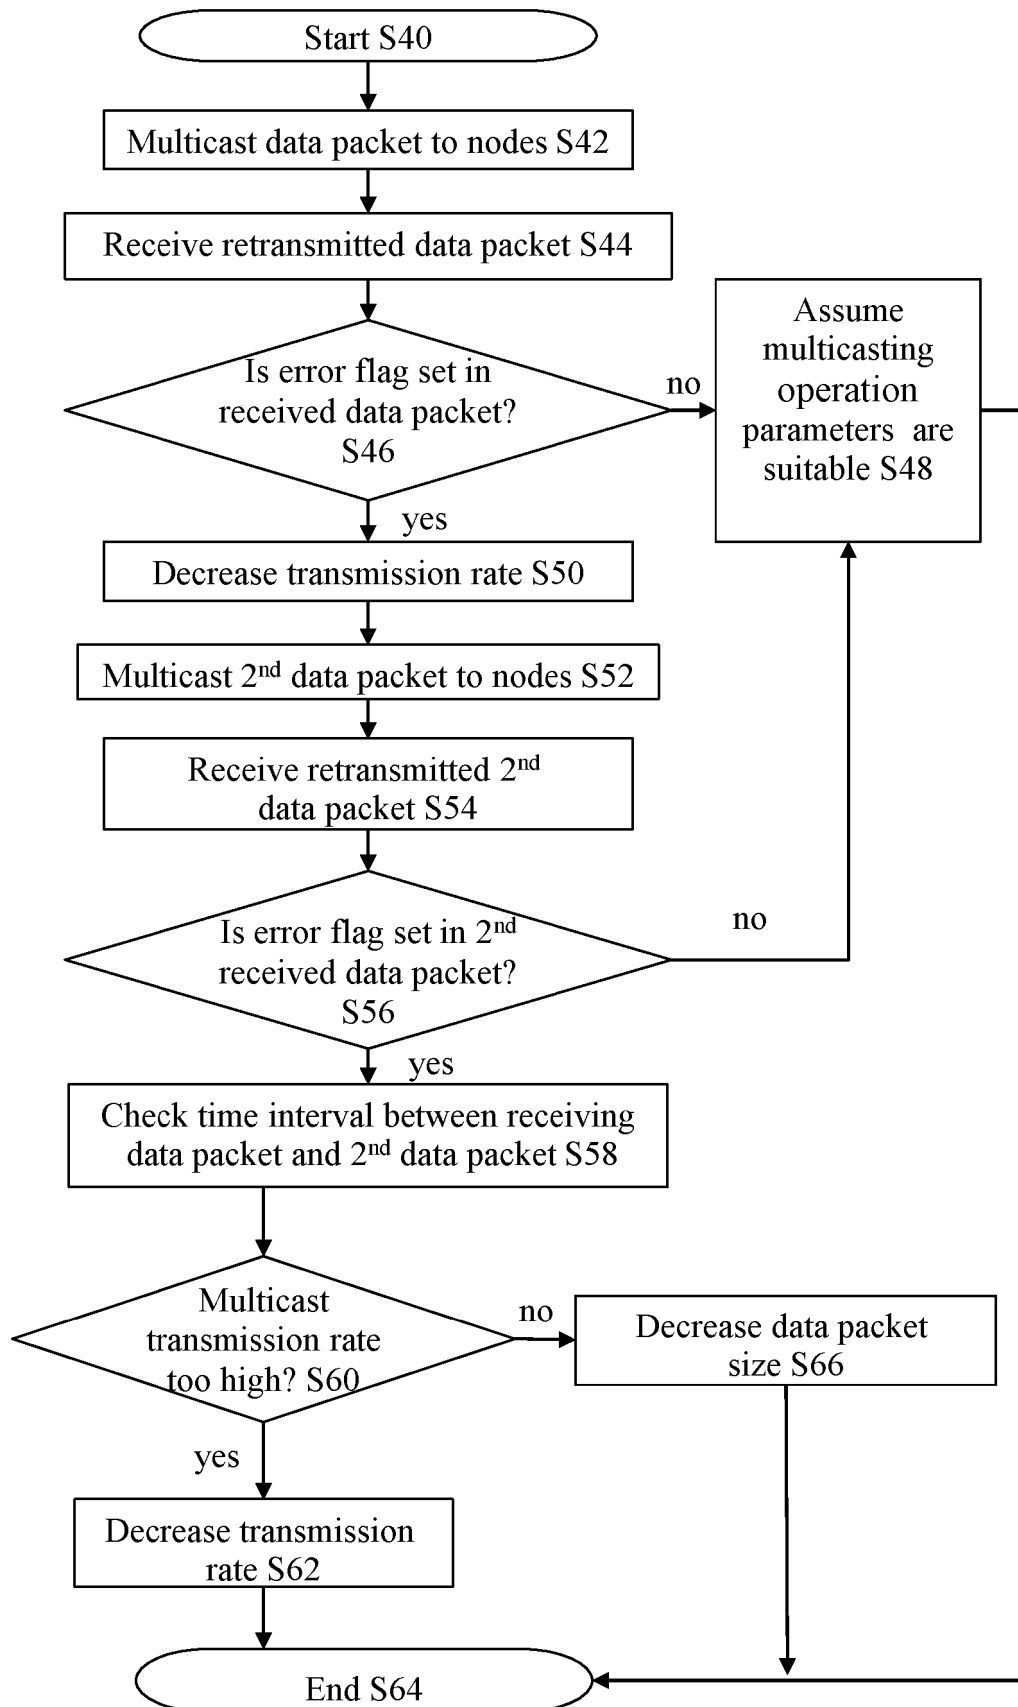 Start S40
Multicast data packet to nodes S42
Receive retransmitted data packet S44
Is error flag set in
received data packet?
S46
no
Assume
multicasting
operation
parameters are
suitable S48
yes
Decrease transmission rate S50
Multicast 2nd data packet to nodes S52
Receive retransmitted 2nd
data packet S54
Is error flag set in 2nd
received data packet?
S56
no
yes
Check time interval between receiving
data packet and 2nd data packet S58
Multicast
transmission rate
too high? S60
no
Decrease data packet
size S66
yes
Decrease transmission
rate S62
End S64